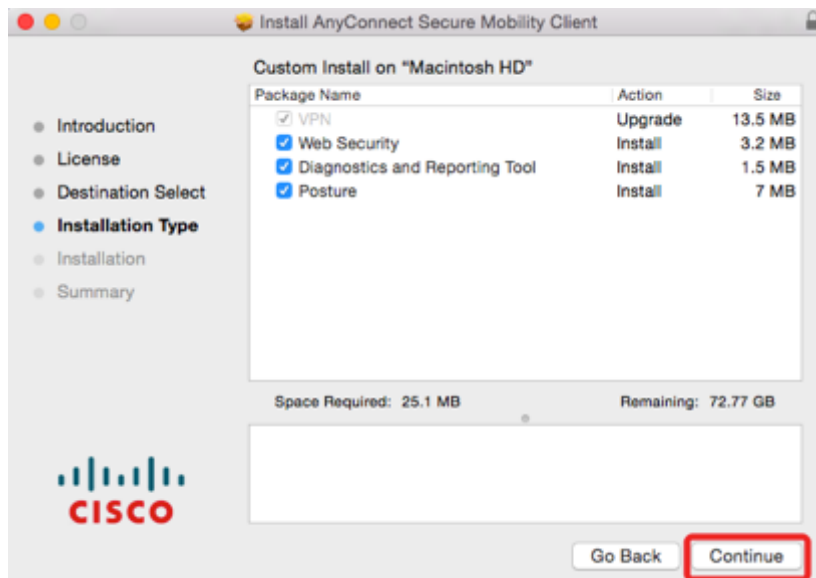 Install AnyConnect Secure Mobility Client
Custom Install on "Macintosh HD"
Package Name Action Size
VPN Upgrade 13.5 MB
Web Security Install 3.2 MB
Diagnostics and Reporting Tool Install 1.5 MB
Posture Install 7 MB
Introduction
License
Destination Select
Installation Type
Installation
Summary
Space Required: 25.1 MB Remaining: 72.77 GB
CISCO
Go Back Continue